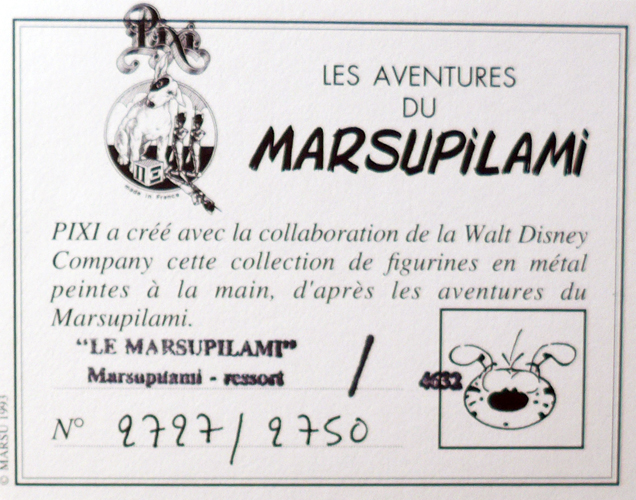 Pixi
made in France
LES AVENTURES
DU
MARSUPiLAMi
PIXI a créé avec la collaboration de la Walt Disney
Company cette collection de figurines en métal
peintes à la main, d'après les aventures du
Marsupilami.
"LE MARSUPILAMI"
Marsupilami - ressort / 4632
N° 2727/2750
© MARSU 1993